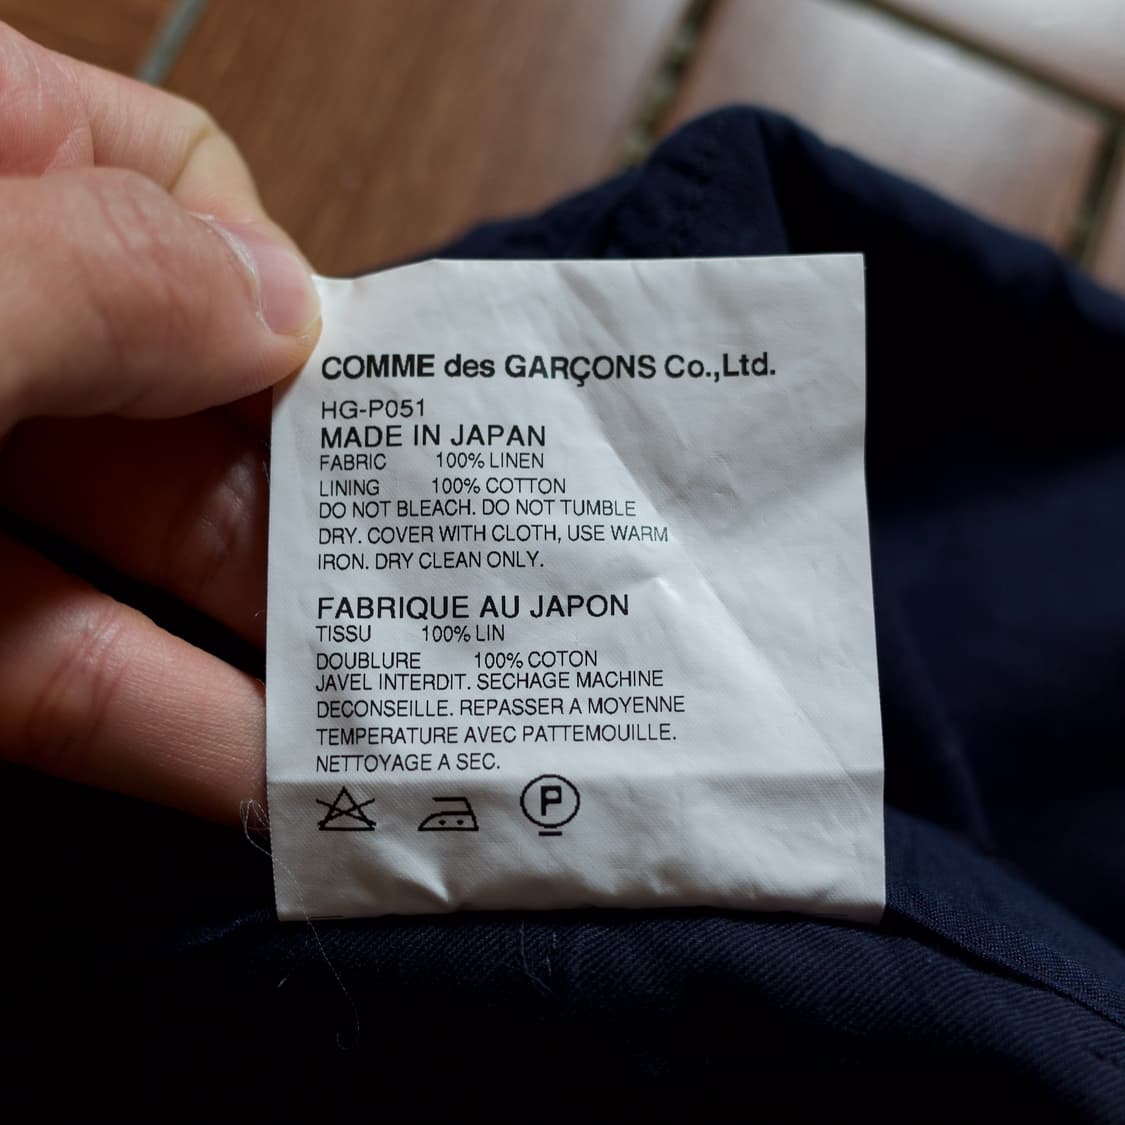 COMME des GARÇONS Co.,Ltd.
HG-P051
MADE IN JAPAN
FABRIC 100% LINEN
LINING 100% COTTON
DO NOT BLEACH. DO NOT TUMBLE
DRY. COVER WITH CLOTH, USE WARM
IRON. DRY CLEAN ONLY.
FABRIQUE AU JAPON
TISSU 100% LIN
DOUBLURE 100% COTON
JAVEL INTERDIT. SECHAGE MACHINE
DECONSEILLE. REPASSER A MOYENNE
TEMPERATURE AVEC PATTEMOUILLE.
NETTOYAGE A SEC.
P